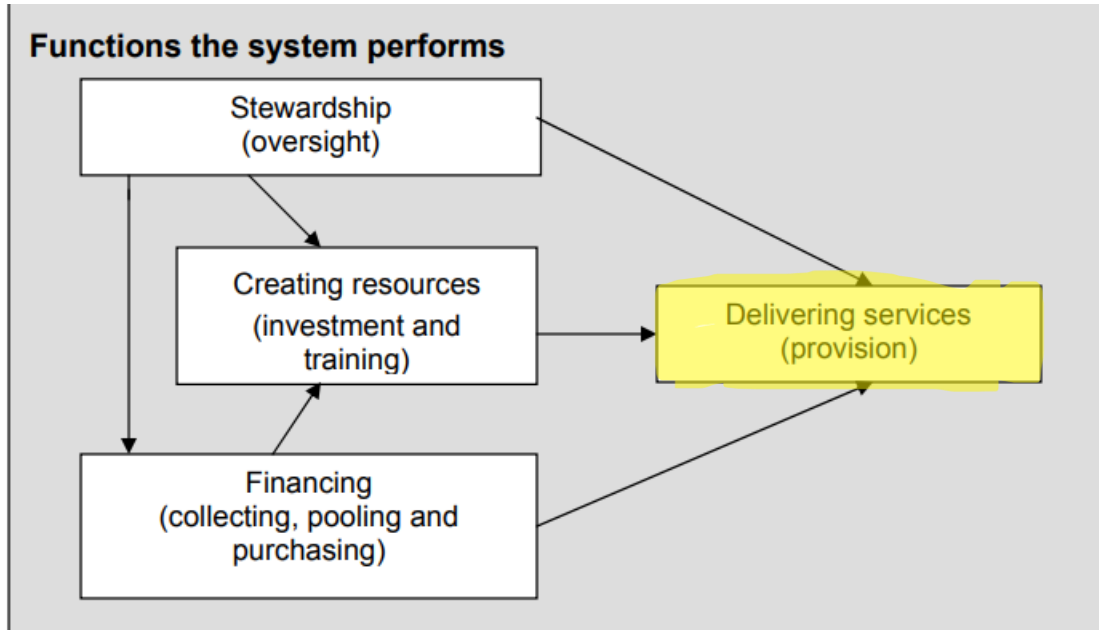 Functions the system performs
Stewardship
(oversight)
Creating resources
(investment and
training)
Delivering services
(provision)
Financing
(collecting, pooling and
purchasing)